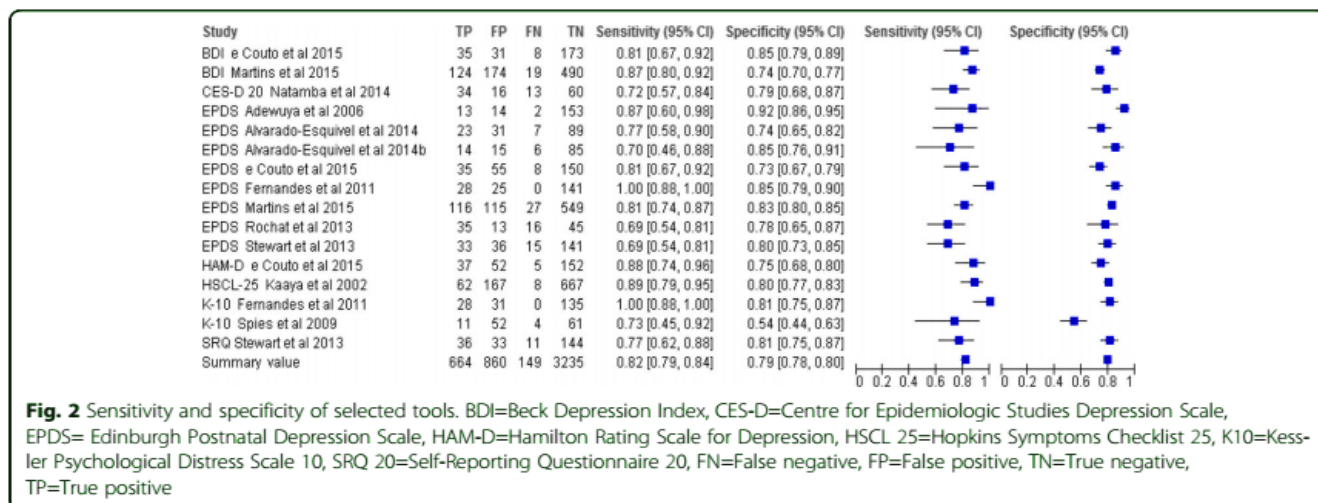 Study TP FP FN TN Sensitivity (95% CI) Specificity (95% CI) Sensitivity (95% CI) Specificity (95% CI)
BDI e Couto et al 2015 35 31 8 173 0.81 [0.67, 0.92] 0.85 [0.79, 0.89]
BDI Martins et al 2015 124 174 19 490 0.87 [0.80, 0.92] 0.74 [0.70, 0.77]
CES-D 20 Natamba et al 2014 34 16 13 60 0.72 [0.57, 0.84] 0.79 [0.68, 0.87]
EPDS Adewuya et al 2006 13 14 2 153 0.87 [0.60, 0.98] 0.92 [0.86, 0.95]
EPDS Alvarado-Esquivel et al 2014 23 31 7 89 0.77 [0.58, 0.90] 0.74 [0.65, 0.82]
EPDS Alvarado-Esquivel et al 2014b 14 15 6 85 0.70 [0.46, 0.88] 0.85 [0.76, 0.91]
EPDS e Couto et al 2015 35 55 8 150 0.81 [0.67, 0.92] 0.73 [0.67, 0.79]
EPDS Fernandes et al 2011 28 25 0 141 1.00 [0.88, 1.00] 0.85 [0.79, 0.90]
EPDS Martins et al 2015 116 115 27 549 0.81 [0.74, 0.87] 0.83 [0.80, 0.85]
EPDS Rochat et al 2013 35 13 16 45 0.69 [0.54, 0.81] 0.78 [0.65, 0.87]
EPDS Stewart et al 2013 33 36 15 141 0.69 [0.54, 0.81] 0.80 [0.73, 0.85]
HAM-D e Couto et al 2015 37 52 5 152 0.88 [0.74, 0.96] 0.75 [0.68, 0.80]
HSCL-25 Kaaya et al 2002 62 167 8 667 0.89 [0.79, 0.95] 0.80 [0.77, 0.83]
K-10 Fernandes et al 2011 28 31 0 135 1.00 [0.88, 1.00] 0.81 [0.75, 0.87]
K-10 Spies et al 2009 11 52 4 61 0.73 [0.45, 0.92] 0.54 [0.44, 0.63]
SRQ Stewart et al 2013 36 33 11 144 0.77 [0.62, 0.88] 0.81 [0.75, 0.87]
Summary value 664 860 149 3235 0.82 [0.79, 0.84] 0.79 [0.78, 0.80]
0 0.2 0.4 0.6 0.8 1 0 0.2 0.4 0.6 0.8 1
Fig. 2 Sensitivity and specificity of selected tools. BDI=Beck Depression Index, CES-D=Centre for Epidemiologic Studies Depression Scale,
EPDS= Edinburgh Postnatal Depression Scale, HAM-D=Hamilton Rating Scale for Depression, HSCL 25=Hopkins Symptoms Checklist 25, K10=Kess-
ler Psychological Distress Scale 10, SRQ 20=Self-Reporting Questionnaire 20, FN=False negative, FP=False positive, TN=True negative,
TP=True positive